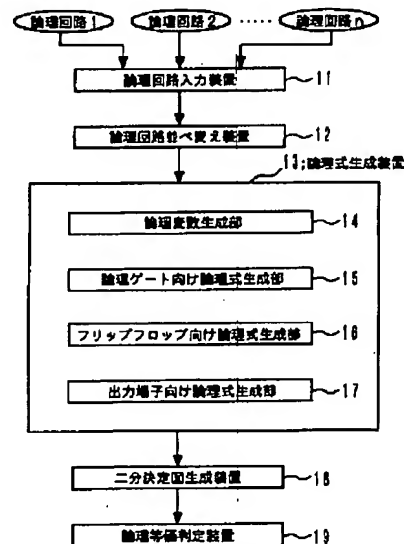 論理回路1 論理回路2 ····· 論理回路n
論理回路入力装置 11
論理回路並べ変え装置 12
13;論理式生成装置
論理変数生成部 14
論理ゲート向け論理式生成部 15
フリップフロップ向け論理式生成部 16
出力端子向け論理式生成部 17
二分決定図生成装置 18
論理等価判定装置 19